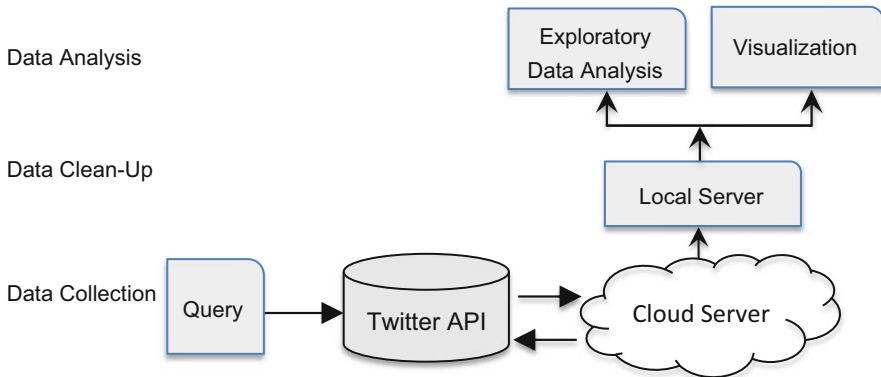 Data Analysis
Exploratory
Data Analysis
Visualization
Data Clean-Up
Local Server
Data Collection
Query
Twitter API
Cloud Server